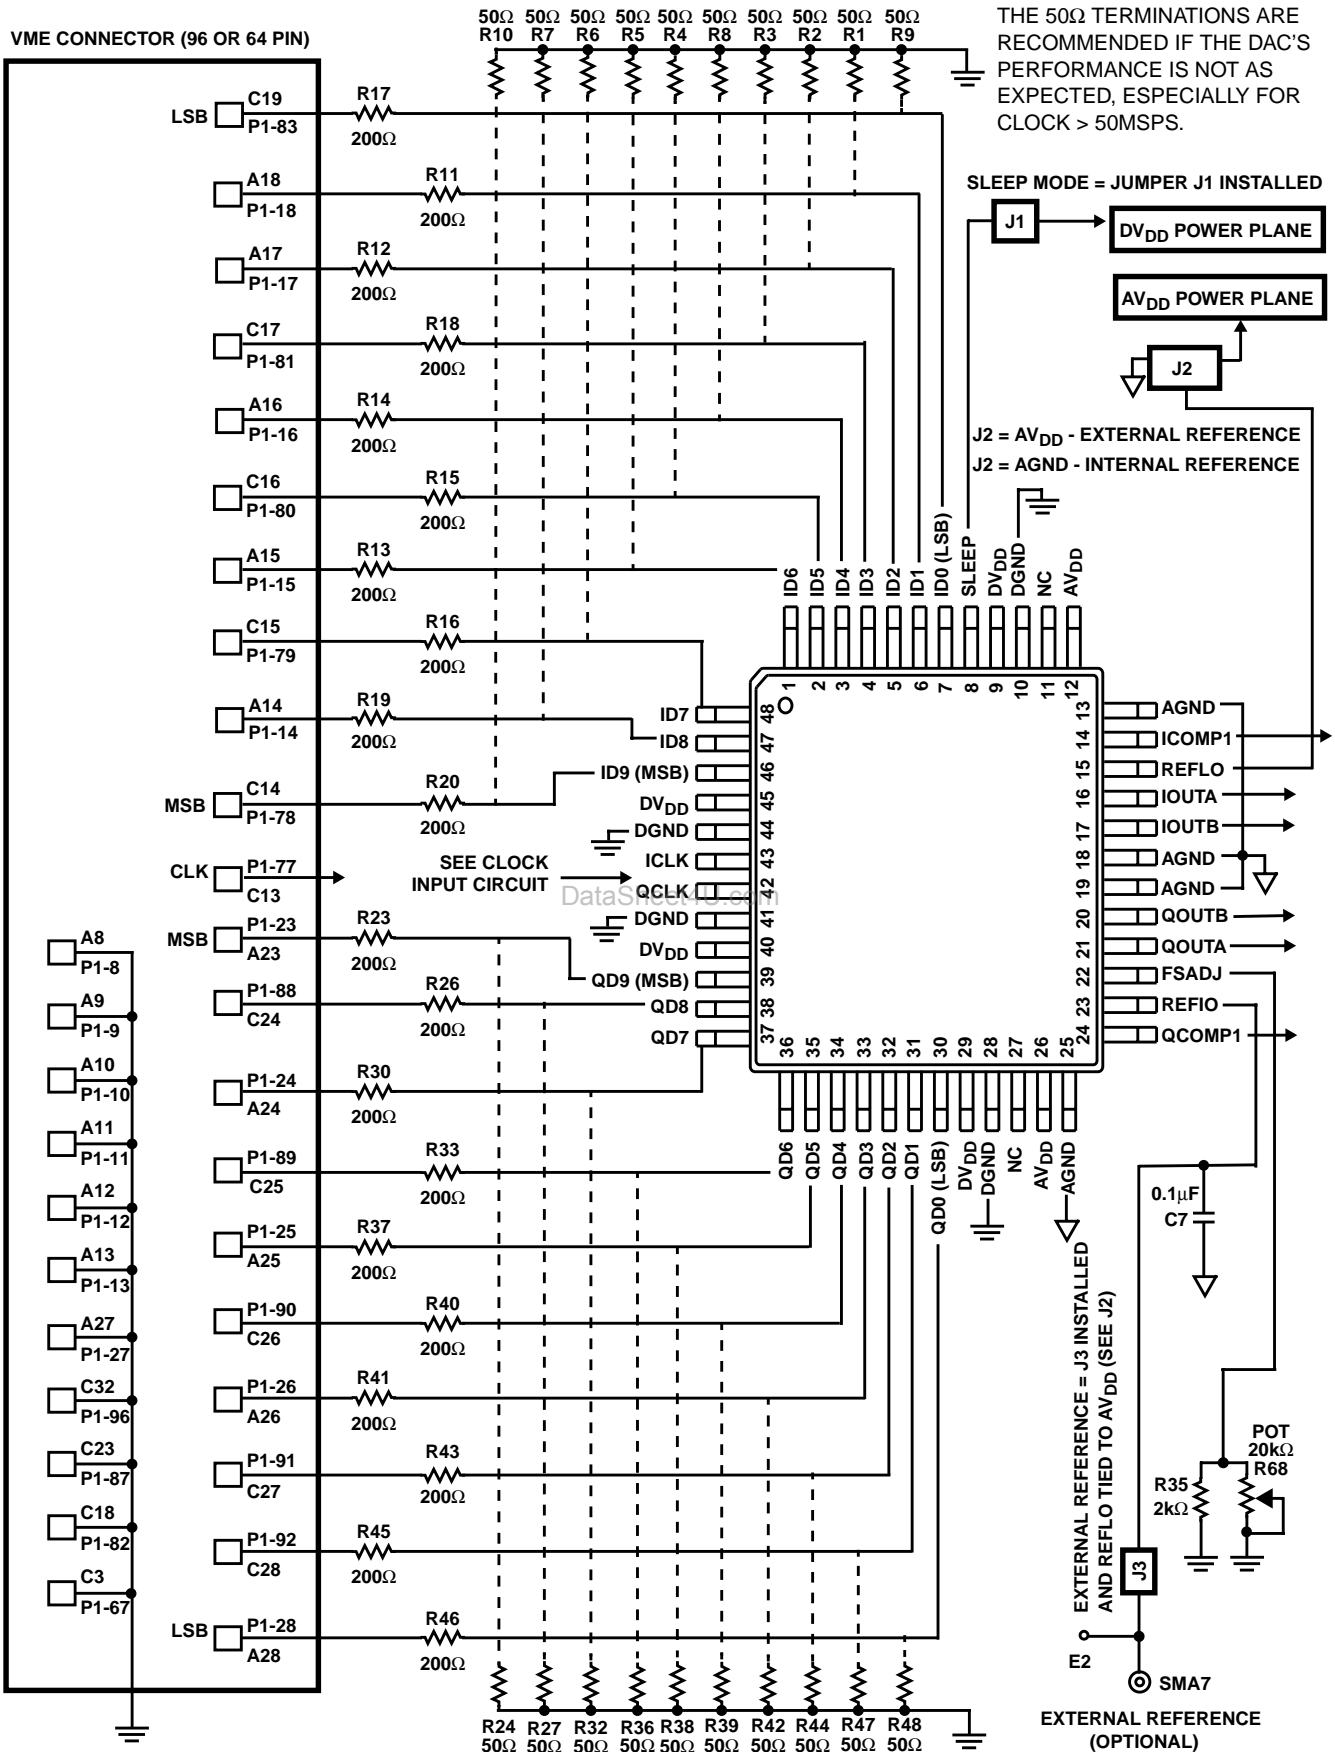 50Ω 50Ω 50Ω 50Ω 50Ω 50Ω 50Ω 50Ω 50Ω 50Ω
R10 R7 R6 R5 R4 R8 R3 R2 R1 R9
THE 50Ω TERMINATIONS ARE
RECOMMENDED IF THE DAC'S
PERFORMANCE IS NOT AS
EXPECTED, ESPECIALLY FOR
CLOCK > 50MSPS.
VME CONNECTOR (96 OR 64 PIN)
LSB C19 P1-83 R17 200Ω
A18 P1-18 R11 200Ω
A17 P1-17 R12 200Ω
C17 P1-81 R18 200Ω
A16 P1-16 R14 200Ω
C16 P1-80 R15 200Ω
A15 P1-15 R13 200Ω
C15 P1-79 R16 200Ω
A14 P1-14 R19 200Ω
MSB C14 P1-78 R20 200Ω
CLK P1-77 C13
MSB P1-23 A23 R23 200Ω
P1-88 C24 R26 200Ω
P1-24 A24 R30 200Ω
P1-89 C25 R33 200Ω
P1-25 A25 R37 200Ω
P1-90 C26 R40 200Ω
P1-26 A26 R41 200Ω
P1-91 C27 R43 200Ω
P1-92 C28 R45 200Ω
LSB P1-28 A28 R46 200Ω
A8 P1-8
A9 P1-9
A10 P1-10
A11 P1-11
A12 P1-12
A13 P1-13
A27 P1-27
C32 P1-96
C23 P1-87
C18 P1-82
C3 P1-67
SLEEP MODE = JUMPER J1 INSTALLED
J1
DVDD POWER PLANE
AVDD POWER PLANE
J2
J2 = AVDD - EXTERNAL REFERENCE
J2 = AGND - INTERNAL REFERENCE
ID6 ID5 ID4 ID3 ID2 ID1 ID0 (LSB) SLEEP DVDD DGND NC AVDD
1 2 3 4 5 6 7 8 9 10 11 12
ID7 48
ID8 47
ID9 (MSB) 46
DVDD 45
DGND 44
ICLK 43
QCLK 42
DGND 41
DVDD 40
QD9 (MSB) 39
QD8 38
QD7 37
SEE CLOCK
INPUT CIRCUIT
DataSheet4U.com
13 AGND
14 ICOMP1
15 REFLO
16 IOUTA
17 IOUTB
18 AGND
19 AGND
20 QOUTB
21 QOUTA
22 FSADJ
23 REFIO
24 QCOMP1
36 35 34 33 32 31 30 29 28 27 26 25
QD6 QD5 QD4 QD3 QD2 QD1 QD0 (LSB) DVDD DGND NC AVDD AGND
0.1µF
C7
EXTERNAL REFERENCE = J3 INSTALLED
AND REFLO TIED TO AVDD (SEE J2)
POT
20kΩ
R68
R35
2kΩ
J3
E2
SMA7
EXTERNAL REFERENCE
(OPTIONAL)
R24 R27 R32 R36 R38 R39 R42 R44 R47 R48
50Ω 50Ω 50Ω 50Ω 50Ω 50Ω 50Ω 50Ω 50Ω 50Ω